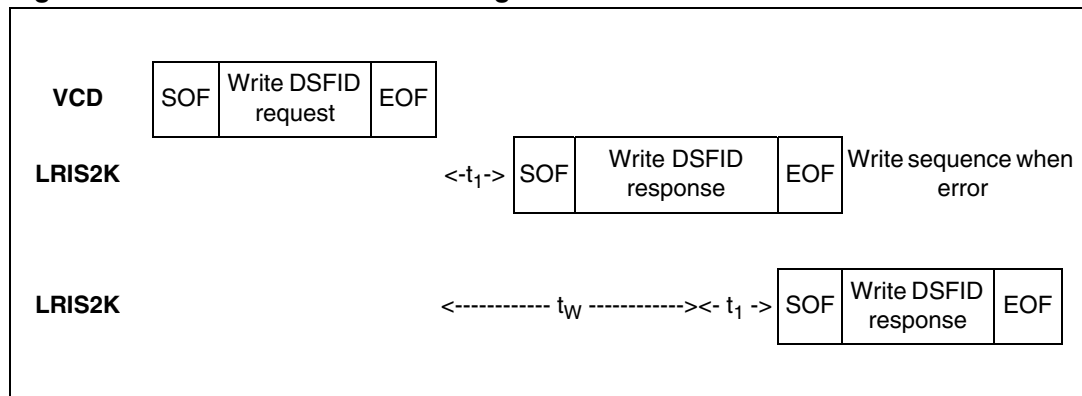 VCD SOF Write DSFID request EOF
LRIS2K <-t1-> SOF Write DSFID response EOF Write sequence when error
LRIS2K <------------ tW ------------><- t1 -> SOF Write DSFID response EOF